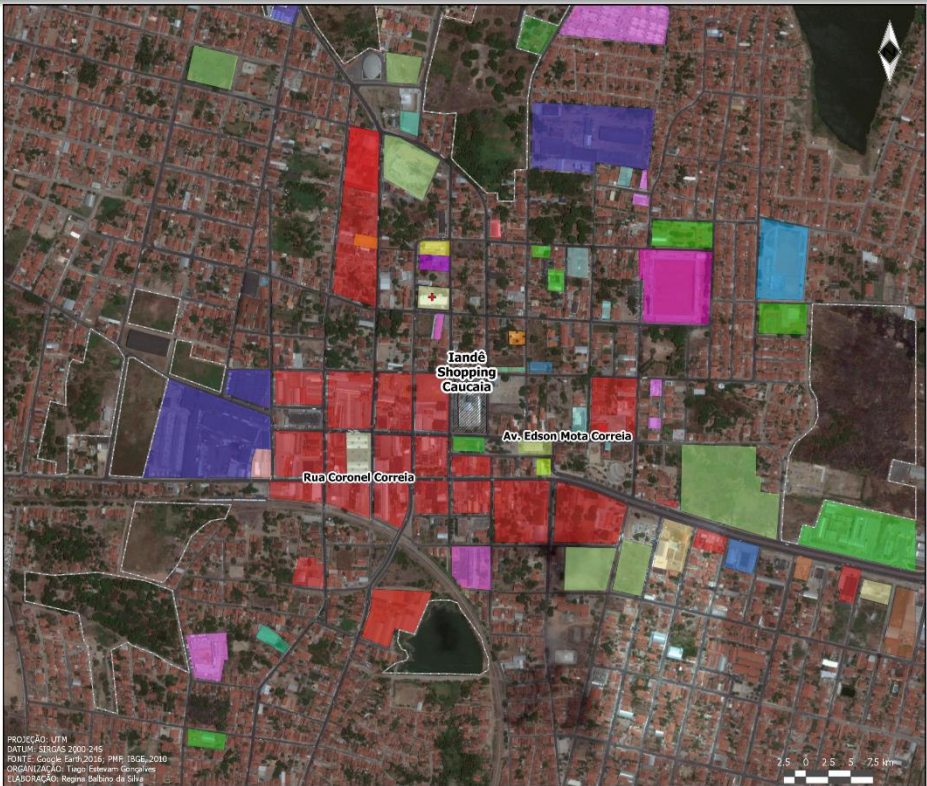 Iandê
Shopping
Caucaia
Av. Edson Mota Correia
Rua Coronel Correia
PROJEÇÃO: UTM
DATUM: SIRGAS 2000-24S
FONTE: Google Earth,2016; PMF, IBGE, 2010
ORGANIZAÇÃO: Tiago Estevam Gonçalves
ELABORAÇÃO: Regina Balbino da Silva
2.5 0 2.5 5 7.5 km